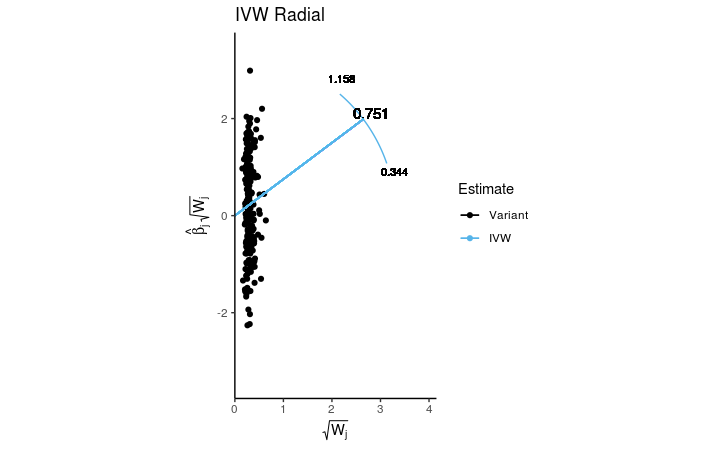 IVW Radial
1.158
0.751
0.344
2
0
-2
β̂ⱼ√Wⱼ
0 1 2 3 4
√Wⱼ
Estimate
Variant
IVW